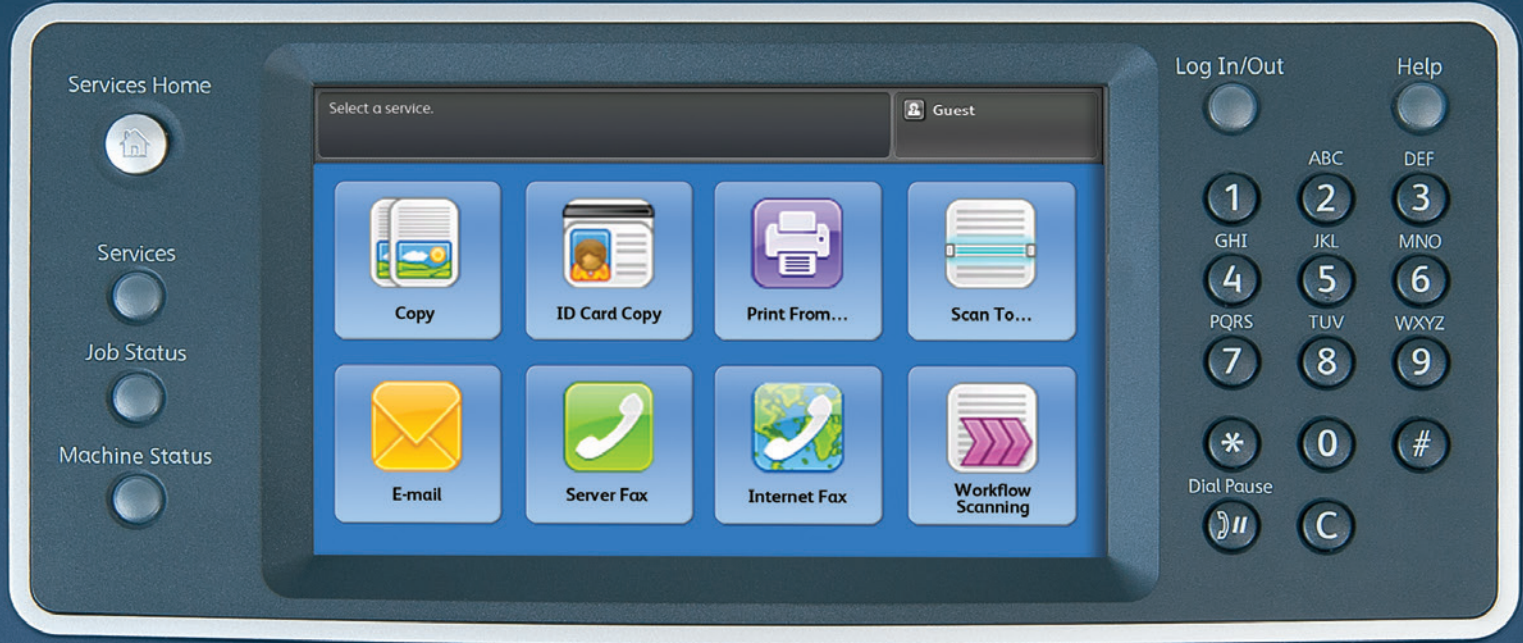 Services Home
Services
Job Status
Machine Status
Select a service.
Guest
Copy
ID Card Copy
Print From...
Scan To...
E-mail
Server Fax
Internet Fax
Workflow
Scanning
Log In/Out
Help
ABC
DEF
1
2
3
GHI
JKL
MNO
4
5
6
PQRS
TUV
WXYZ
7
8
9
*
0
#
Dial Pause
C